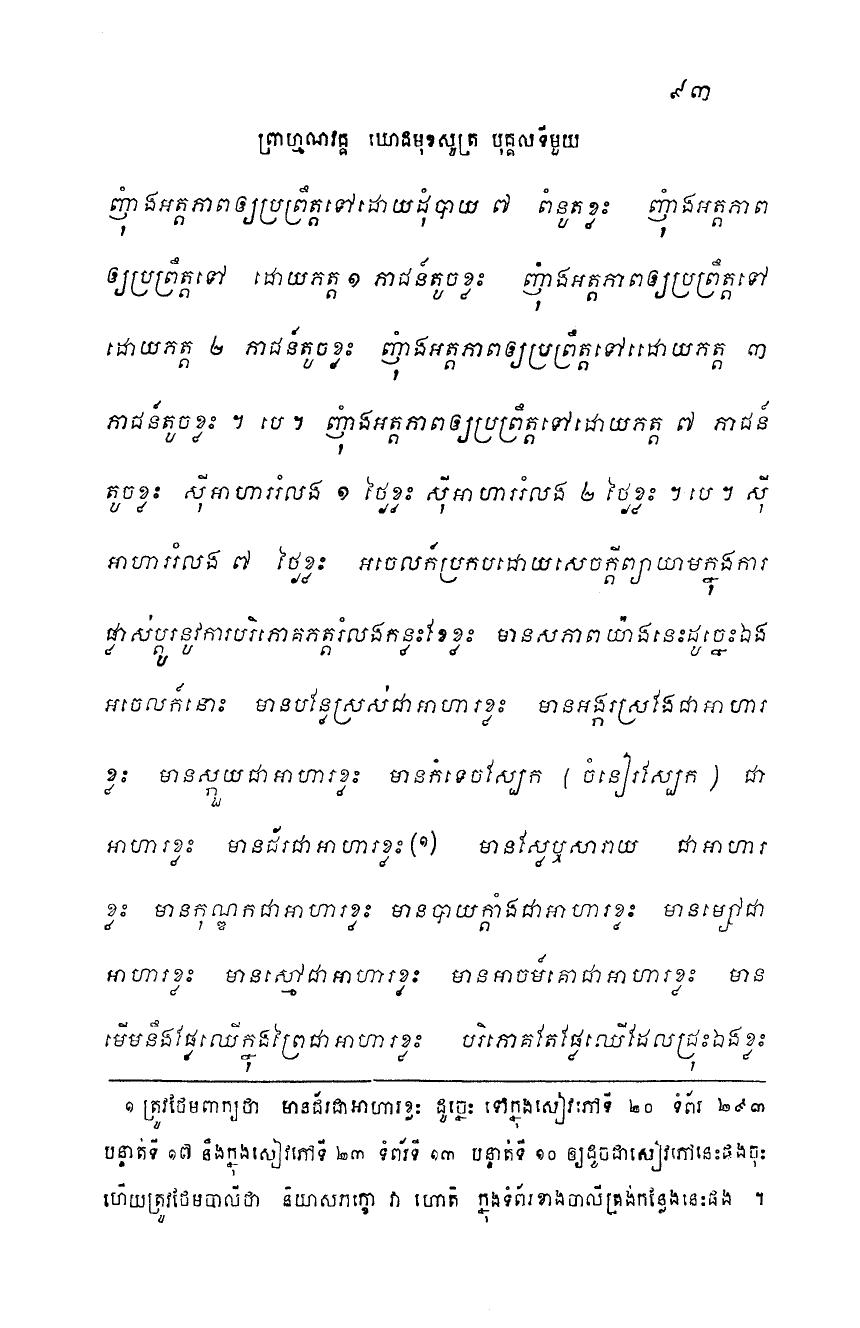 ៩៣
ព្រាហ្មណវគ្គ ឃោដមុខសូត្រ បុគ្គលទីមួយ
ញុំាងអត្តភាពឲ្យប្រព្រឹត្តទៅដោយដុំបាយ ៧ ពំនូតខ្លះ ញុំាងអត្តភាព
ឲ្យប្រព្រឹត្តទៅ ដោយភត្ត ១ ភាជន៍តូចខ្លះ ញុំាងអត្តភាពឲ្យប្រព្រឹត្តទៅ
ដោយភត្ត ២ ភាជន៍តូចខ្លះ ញុំាងអត្តភាពឲ្យប្រព្រឹត្តទៅដោយភត្ត ៣
ភាជន៍តូចខ្លះ ។ បេ ។ ញុំាងអត្តភាពឲ្យប្រព្រឹត្តទៅដោយភត្ត ៧ ភាជន៍
តូចខ្លះ ស៊ីអាហាររំលង ១ ថ្ងៃខ្លះ ស៊ីអាហាររំលង ២ ថ្ងៃខ្លះ ។ បេ ។ ស៊ី
អាហាររំលង ៧ ថ្ងៃខ្លះ អចេលក៍ប្រកបដោយសេចក្តីព្យាយាមក្នុងការ
ផ្លាស់ប្តូរនូវការបរិភោគភត្តរំលងកន្លះខែខ្លះ មានសភាពយ៉ាងនេះដូច្នេះឯង
អចេលក៍នោះ មានបន្លែស្រស់ជាអាហារខ្លះ មានអង្ករស្រងែជាអាហារ
ខ្លះ មានស្កួយជាអាហារខ្លះ មានកំទេចស្បែក ( ចំនៀរស្បែក ) ជា
អាហារខ្លះ មានជ័រជាអាហារខ្លះ (១) មានស្លែឬសារាយ ជាអាហារ
ខ្លះ មានកុណ្ឌកជាអាហារខ្លះ មានបាយក្តាំងជាអាហារខ្លះ មានម្សៅជា
អាហារខ្លះ មានស្មៅជាអាហារខ្លះ មានអាចម៍គោជាអាហារខ្លះ មាន
មើមនឹងផ្លែឈើក្នុងព្រៃជាអាហារខ្លះ បរិភោគតែផ្លែឈើដែលជ្រុះឯងខ្លះ
១ ត្រូវថែមពាក្យថា មានជ័រជាអាហារខ្លះ ដូច្នេះ ទៅក្នុងសៀវភៅទី ២០ ទំព័រ ២៩៣
បន្ទាត់ទី ១៧ នឹងក្នុងសៀវភៅទី ២៣ ទំព័រទី ១៣ បន្ទាត់ទី ១០ ឲ្យដូចជាសៀវភៅនេះផងចុះ
ហើយត្រូវថែមបាលីថា និយាសភក្ខោ វា ហោតិ ក្នុងទំព័រខាងបាលីត្រង់កន្លែងនេះផង ។